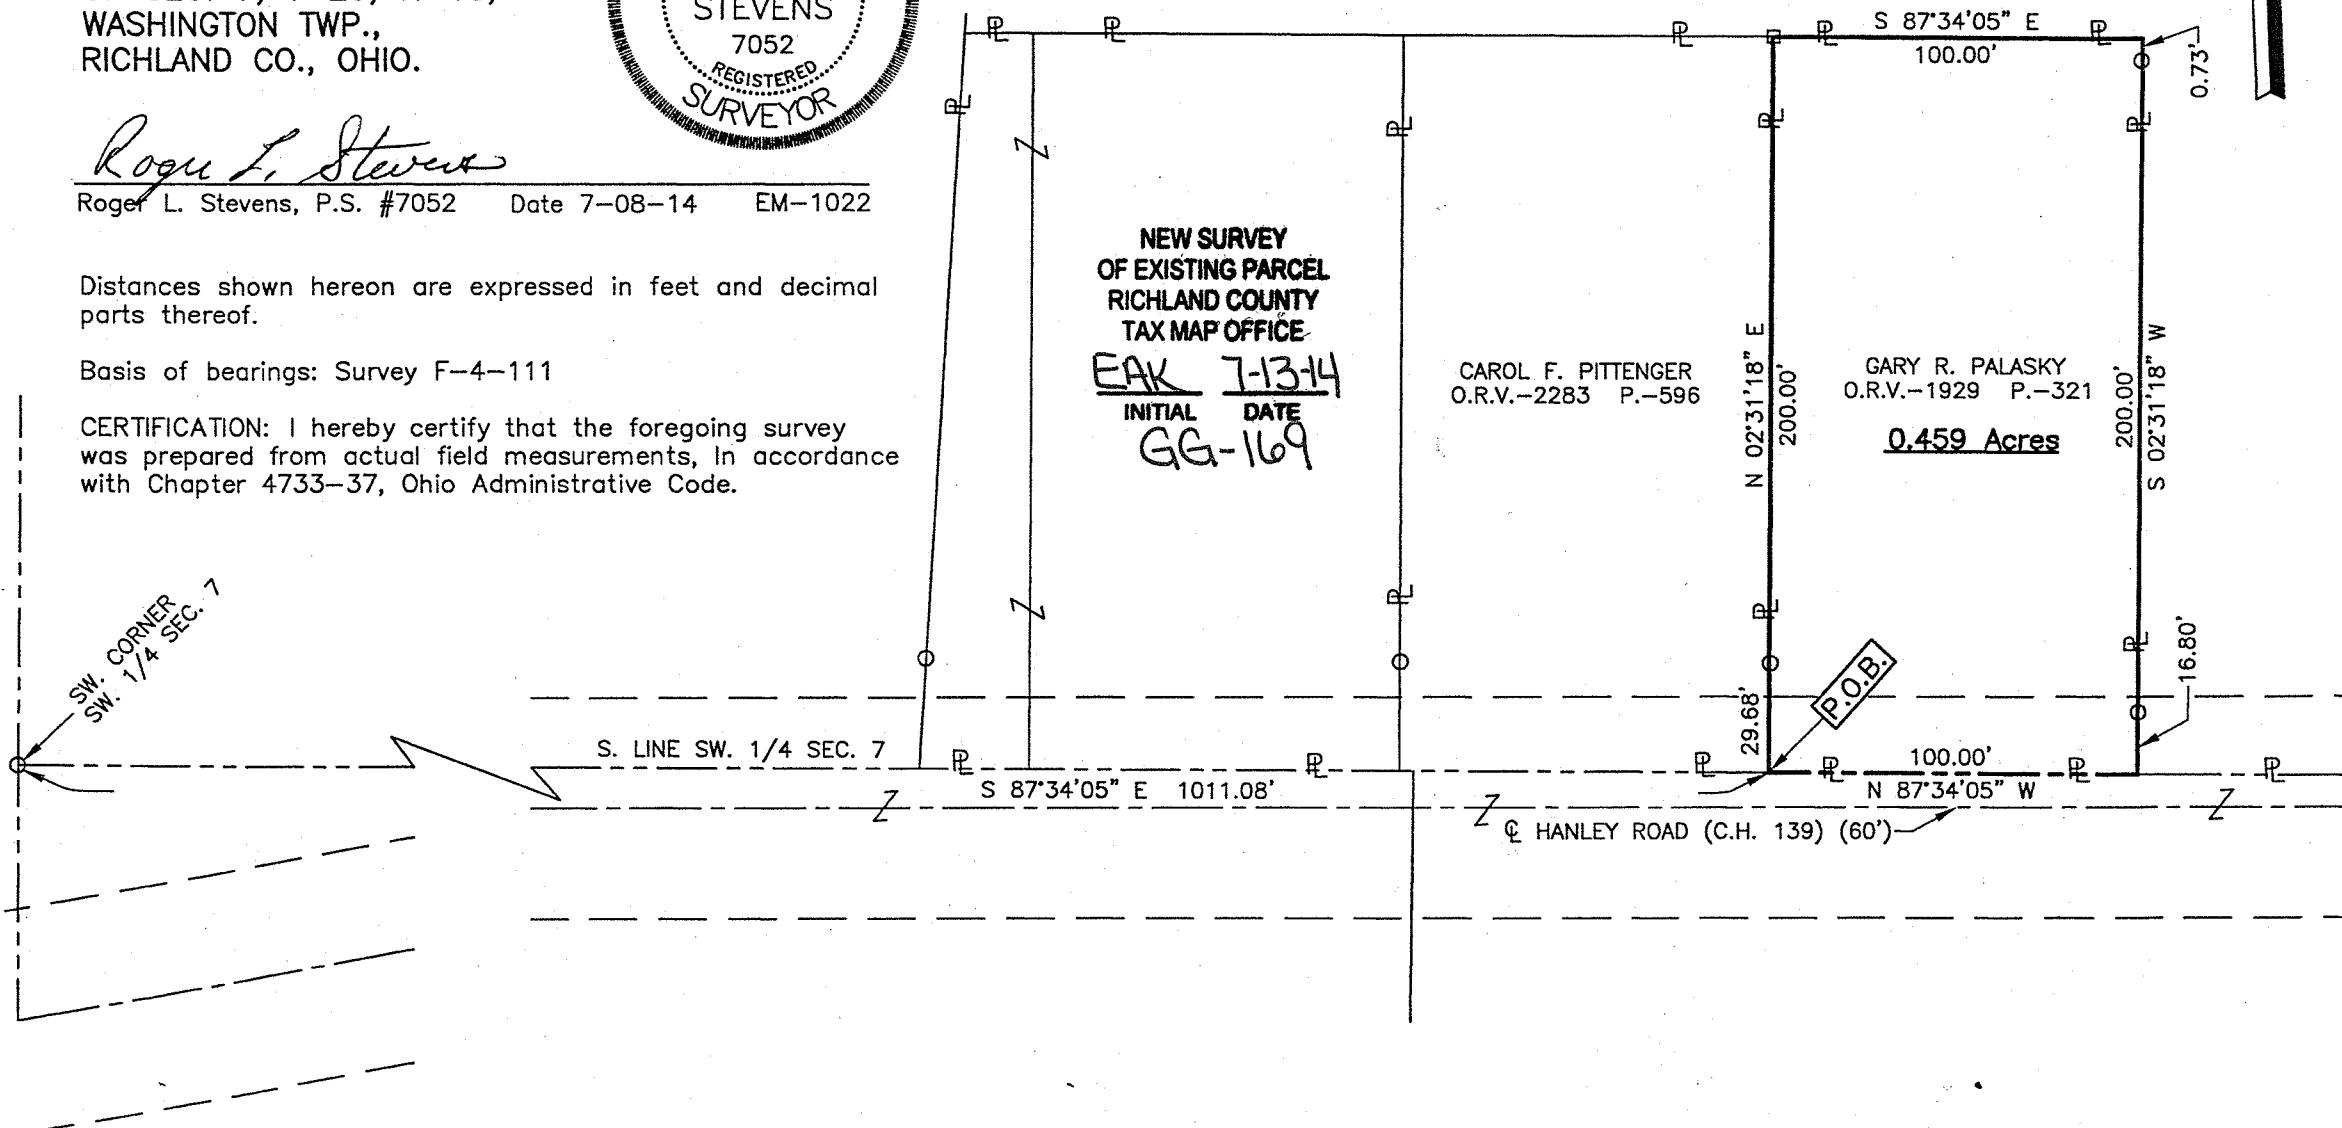 WASHINGTON TWP.,
RICHLAND CO., OHIO.
STEVENS
7052
REGISTERED
SURVEYOR
Roger L. Stevens
Roger L. Stevens, P.S. #7052 Date 7-08-14 EM-1022
Distances shown hereon are expressed in feet and decimal
parts thereof.
Basis of bearings: Survey F-4-111
CERTIFICATION: I hereby certify that the foregoing survey
was prepared from actual field measurements, In accordance
with Chapter 4733-37, Ohio Administrative Code.
NEW SURVEY
OF EXISTING PARCEL
RICHLAND COUNTY
TAX MAP OFFICE
EAK 7-13-14
INITIAL DATE
GG-169
CAROL F. PITTENGER
O.R.V.-2283 P.-596
N 02°31'18" E
200.00'
GARY R. PALASKY
O.R.V.-1929 P.-321
0.459 Acres
200.00'
S 02°31'18" W
S 87°34'05" E
100.00'
0.73'
16.80'
29.68'
P.O.B.
100.00'
N 87°34'05" W
SW. CORNER
SW. 1/4 SEC. 7
S. LINE SW. 1/4 SEC. 7
S 87°34'05" E 1011.08'
℄ HANLEY ROAD (C.H. 139) (60')